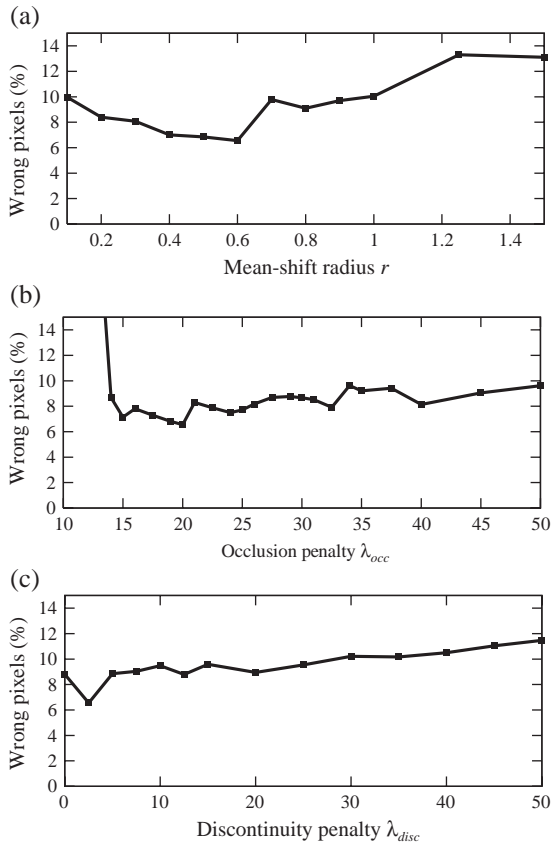 (a)
14
12
10
8
6
4
2
0
Wrong pixels (%)
0.2 0.4 0.6 0.8 1 1.2 1.4
Mean-shift radius r
(b)
14
12
10
8
6
4
2
0
Wrong pixels (%)
10 15 20 25 30 35 40 45 50
Occlusion penalty λocc
(c)
14
12
10
8
6
4
2
0
Wrong pixels (%)
0 10 20 30 40 50
Discontinuity penalty λdisc